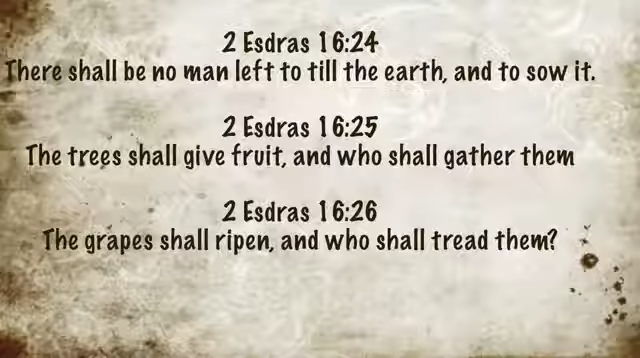 2 Esdras 16:24
There shall be no man left to till the earth, and to sow it.
2 Esdras 16:25
The trees shall give fruit, and who shall gather them
2 Esdras 16:26
The grapes shall ripen, and who shall tread them?